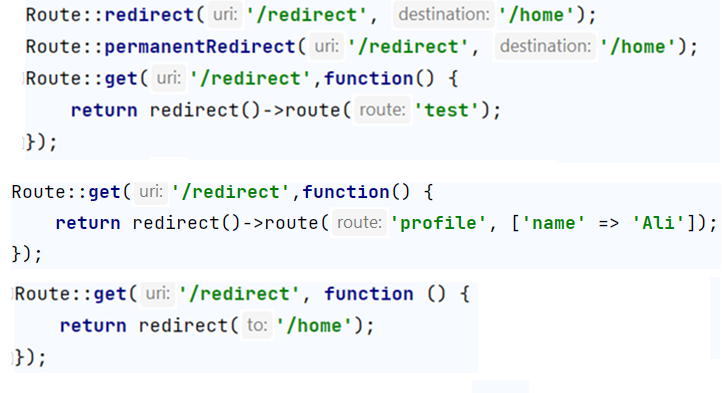 Route::redirect( uri: '/redirect', destination: '/home');
Route::permanentRedirect( uri: '/redirect', destination: '/home');
Route::get( uri: '/redirect',function() {
return redirect()->route( route: 'test');
});
Route::get( uri: '/redirect',function() {
return redirect()->route( route: 'profile', ['name' => 'Ali']);
});
Route::get( uri: '/redirect', function () {
return redirect( to: '/home');
});